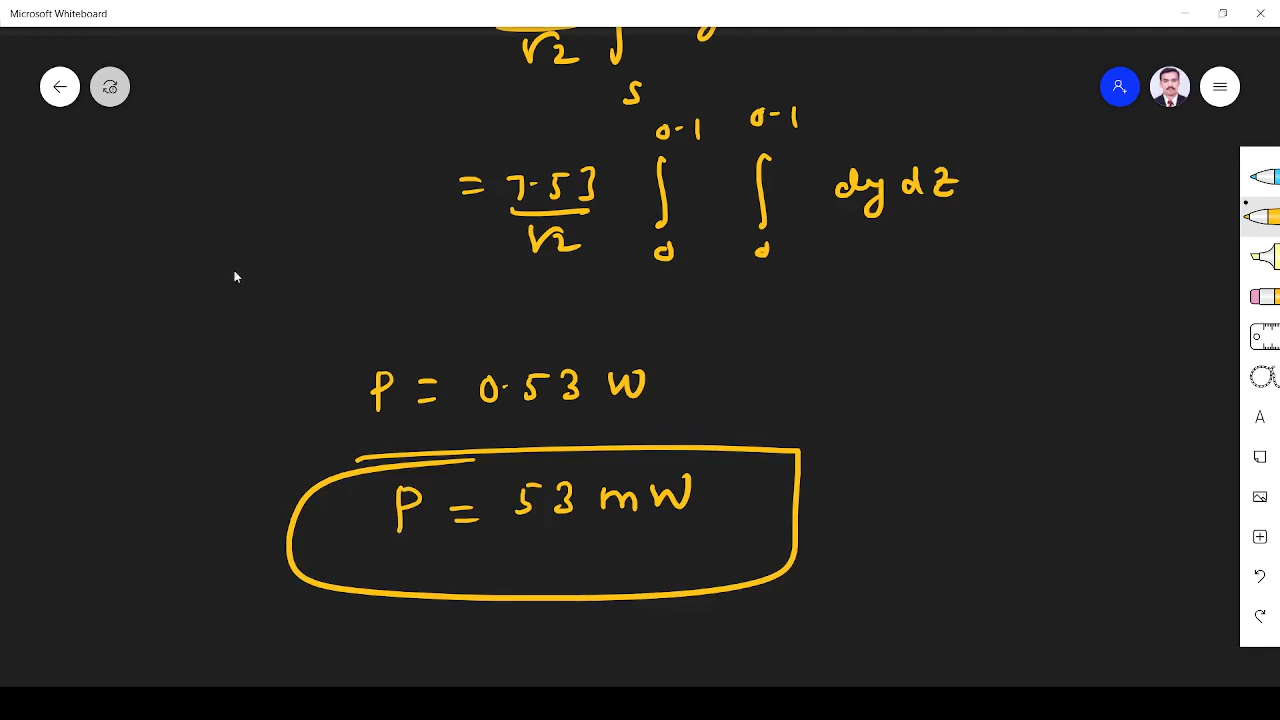 Microsoft Whiteboard
√2 ∫
S
0.1 0.1
= 7.53/√2 ∫ ∫ dy dz
0 0
P = 0.53 W
P = 53 mW
A